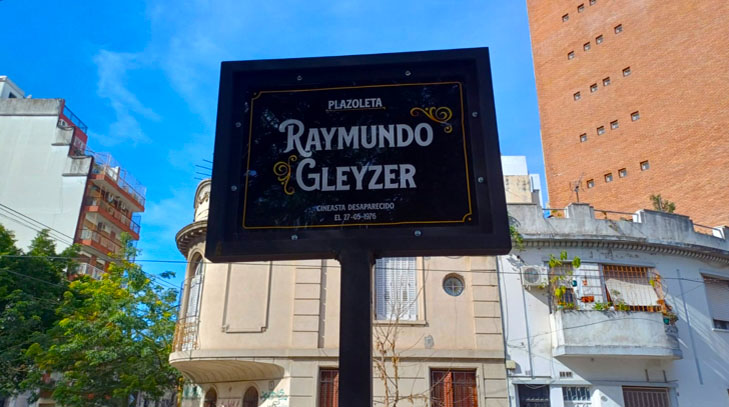 PLAZOLETA
RAYMUNDO
GLEYZER
CINEASTA DESAPARECIDO
EL 27-05-1976